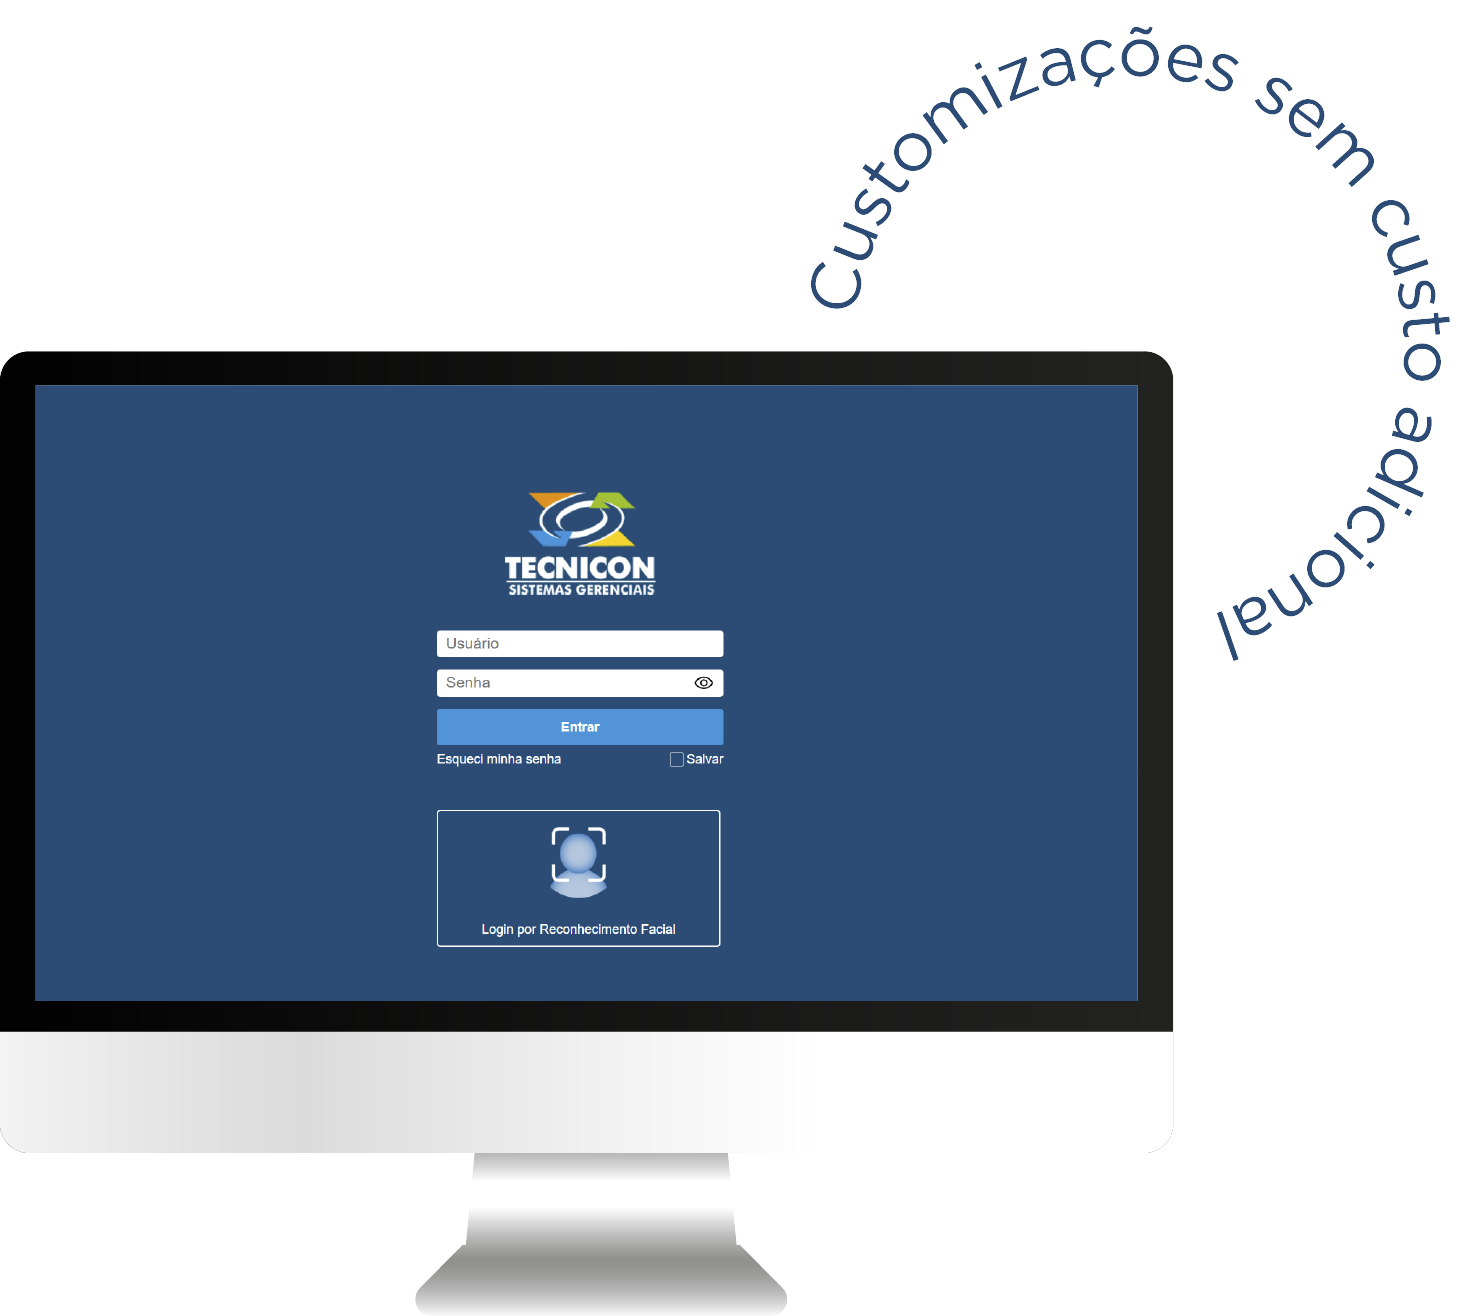 Customizações sem custo adicional
TECNICON
SISTEMAS GERENCIAIS
Usuário
Senha
Entrar
Esqueci minha senha
Salvar
Login por Reconhecimento Facial